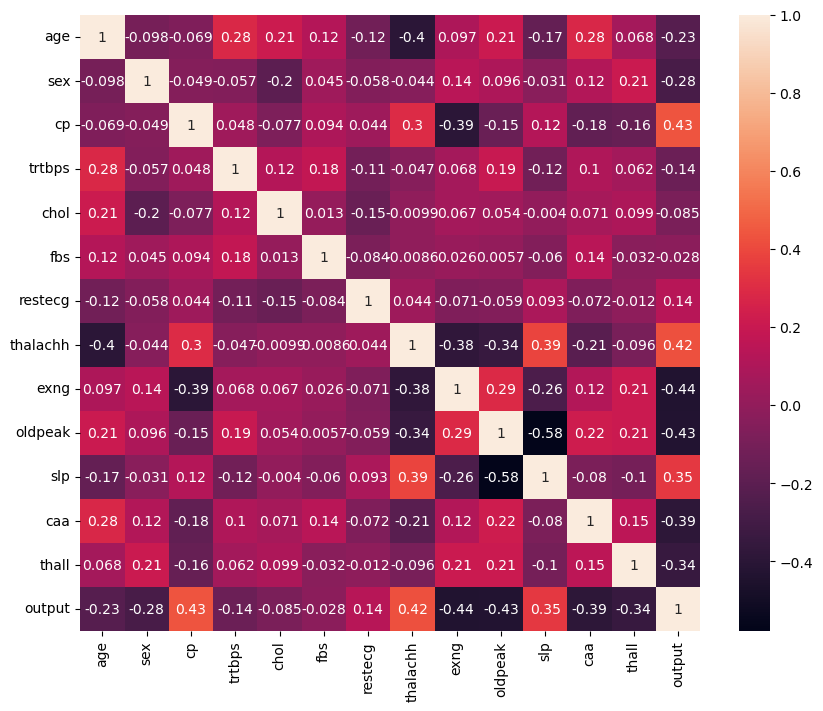 age 1 -0.098 -0.069 0.28 0.21 0.12 -0.12 -0.4 0.097 0.21 -0.17 0.28 0.068 -0.23
sex -0.098 1 -0.049 -0.057 -0.2 0.045 -0.058 -0.044 0.14 0.096 -0.031 0.12 0.21 -0.28
cp -0.069 -0.049 1 0.048 -0.077 0.094 0.044 0.3 -0.39 -0.15 0.12 -0.18 -0.16 0.43
trtbps 0.28 -0.057 0.048 1 0.12 0.18 -0.11 -0.047 0.068 0.19 -0.12 0.1 0.062 -0.14
chol 0.21 -0.2 -0.077 0.12 1 0.013 -0.15 -0.0099 0.067 0.054 -0.004 0.071 0.099 -0.085
fbs 0.12 0.045 0.094 0.18 0.013 1 -0.084 -0.0086 0.026 0.0057 -0.06 0.14 -0.032 -0.028
restecg -0.12 -0.058 0.044 -0.11 -0.15 -0.084 1 0.044 -0.071 -0.059 0.093 -0.072 -0.012 0.14
thalachh -0.4 -0.044 0.3 -0.047 -0.0099 -0.0086 0.044 1 -0.38 -0.34 0.39 -0.21 -0.096 0.42
exng 0.097 0.14 -0.39 0.068 0.067 0.026 -0.071 -0.38 1 0.29 -0.26 0.12 0.21 -0.44
oldpeak 0.21 0.096 -0.15 0.19 0.054 0.0057 -0.059 -0.34 0.29 1 -0.58 0.22 0.21 -0.43
slp -0.17 -0.031 0.12 -0.12 -0.004 -0.06 0.093 0.39 -0.26 -0.58 1 -0.08 -0.1 0.35
caa 0.28 0.12 -0.18 0.1 0.071 0.14 -0.072 -0.21 0.12 0.22 -0.08 1 0.15 -0.39
thall 0.068 0.21 -0.16 0.062 0.099 -0.032 -0.012 -0.096 0.21 0.21 -0.1 0.15 1 -0.34
output -0.23 -0.28 0.43 -0.14 -0.085 -0.028 0.14 0.42 -0.44 -0.43 0.35 -0.39 -0.34 1
age sex cp trtbps chol fbs restecg thalachh exng oldpeak slp caa thall output
1.0
0.8
0.6
0.4
0.2
0.0
−0.2
−0.4